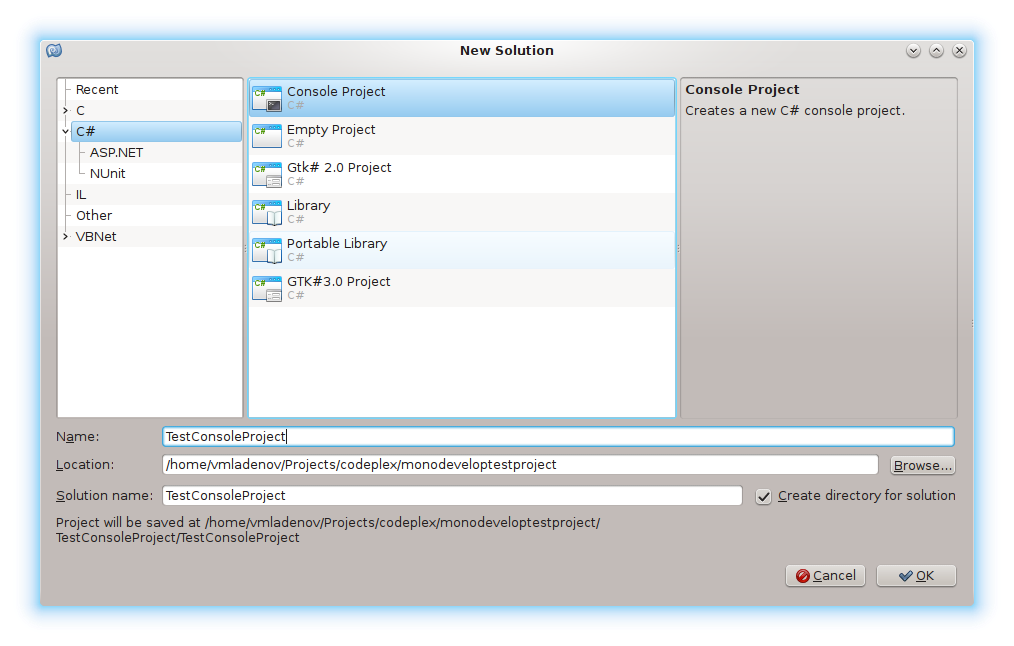 New Solution
Recent
C
C#
ASP.NET
NUnit
IL
Other
VBNet
Console Project
C#
Empty Project
C#
Gtk# 2.0 Project
C#
Library
C#
Portable Library
C#
GTK#3.0 Project
C#
Console Project
Creates a new C# console project.
Name: TestConsoleProject
Location: /home/vmladenov/Projects/codeplex/monodeveloptestproject Browse...
Solution name: TestConsoleProject Create directory for solution
Project will be saved at /home/vmladenov/Projects/codeplex/monodeveloptestproject/
TestConsoleProject/TestConsoleProject
Cancel OK